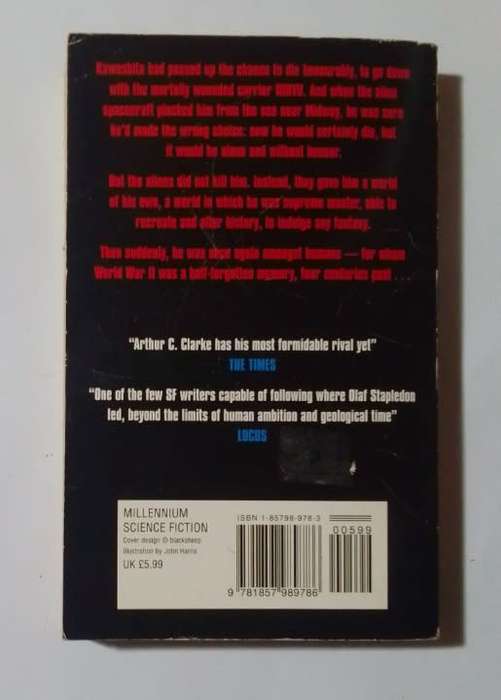 Kawashita had passed up the chance to die honourably, to go down
with the mortally wounded carrier HIRYU. And when the alien
spacecraft plucked him from the sea near Midway, he was sure
he'd made the wrong choice: now he would certainly die, but
it would be alone and without honour.
But the aliens did not kill him. Instead, they gave him a world
of his own, a world in which he was supreme master, able to
recreate and alter history, to indulge any fantasy.
Then suddenly, he was once again amongst humans — for whom
World War II was a half-forgotten memory, four centuries past . . .
"Arthur C. Clarke has his most formidable rival yet"
THE TIMES
"One of the few SF writers capable of following where Olaf Stapledon
led, beyond the limits of human ambition and geological time"
LOCUS
MILLENNIUM
SCIENCE FICTION
Cover design © blacksheep
Illustration by John Harris
UK £5.99
ISBN 1-85798-978-3
00599
9 781857 989786